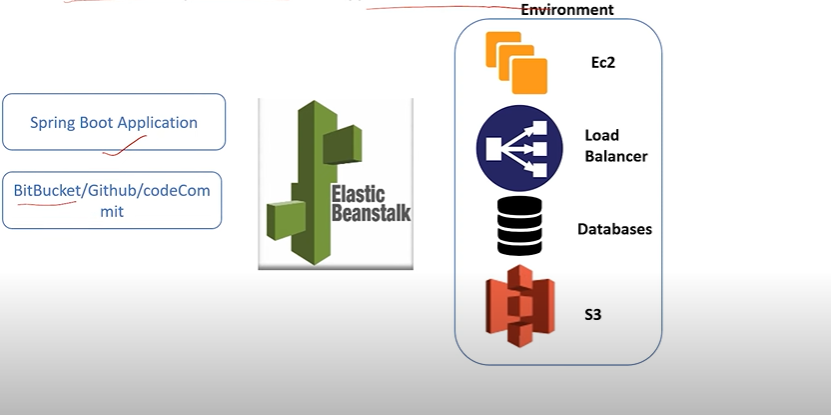 Environment
Ec2
Spring Boot Application
Load
Balancer
BitBucket/Github/codeCom
mit
Elastic
Beanstalk
Databases
S3